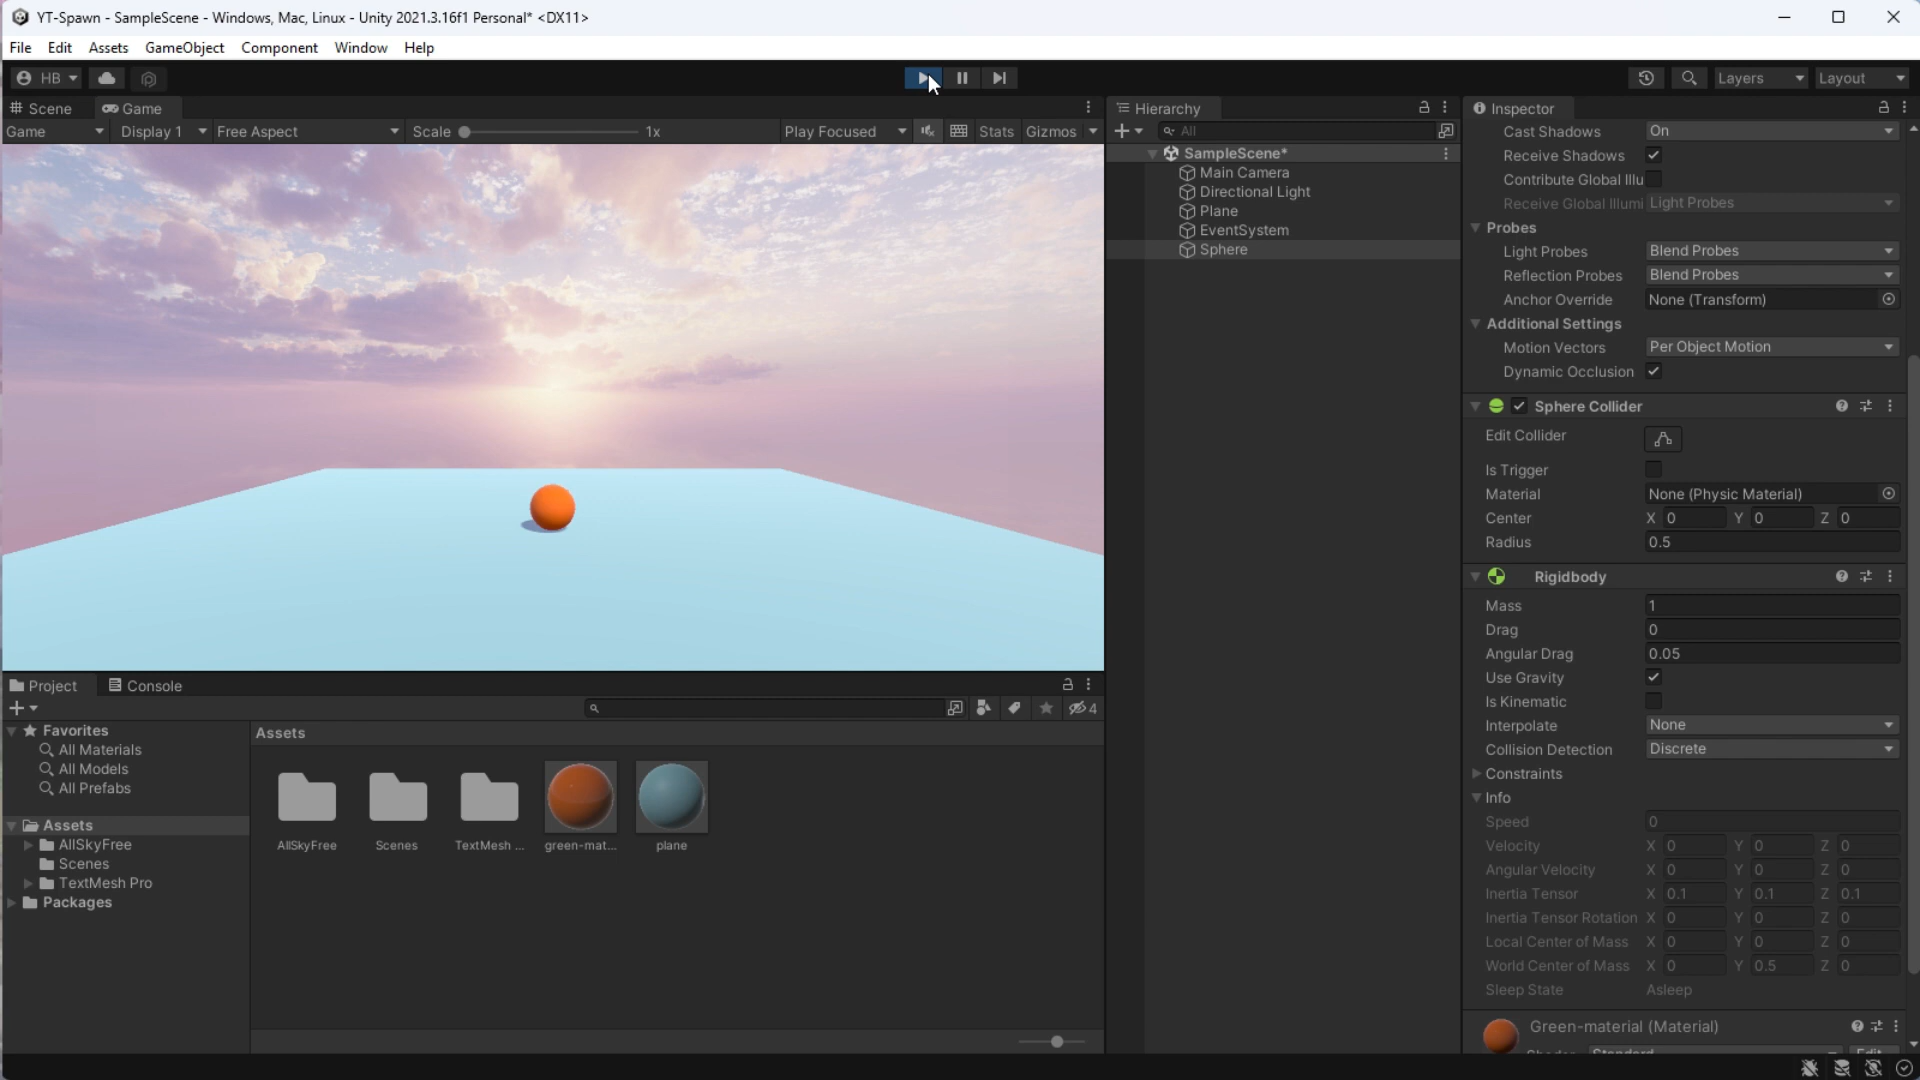 YT-Spawn - SampleScene - Windows, Mac, Linux - Unity 2021.3.16f1 Personal* <DX11>
File Edit Assets GameObject Component Window Help
HB Layers Layout
Scene Game
Game Display 1 Free Aspect Scale 1x Play Focused Stats Gizmos
Hierarchy
All
SampleScene*
Main Camera
Directional Light
Plane
EventSystem
Sphere
Inspector
Cast Shadows On
Receive Shadows
Contribute Global Illu
Receive Global Illumi Light Probes
Probes
Light Probes Blend Probes
Reflection Probes Blend Probes
Anchor Override None (Transform)
Additional Settings
Motion Vectors Per Object Motion
Dynamic Occlusion
Sphere Collider
Edit Collider
Is Trigger
Material None (Physic Material)
Center X 0 Y 0 Z 0
Radius 0.5
Rigidbody
Mass 1
Drag 0
Angular Drag 0.05
Use Gravity
Is Kinematic
Interpolate None
Collision Detection Discrete
Constraints
Info
Speed 0
Velocity X 0 Y 0 Z 0
Angular Velocity X 0 Y 0 Z 0
Inertia Tensor X 0.1 Y 0.1 Z 0.1
Inertia Tensor Rotation X 0 Y 0 Z 0
Local Center of Mass X 0 Y 0 Z 0
World Center of Mass X 0 Y 0.5 Z 0
Sleep State Asleep
Green-material (Material)
Shader Standard Edit
Project Console
4
Favorites
All Materials
All Models
All Prefabs
Assets
AllSkyFree
Scenes
TextMesh Pro
Packages
Assets
AllSkyFree Scenes TextMesh ... green-mat... plane